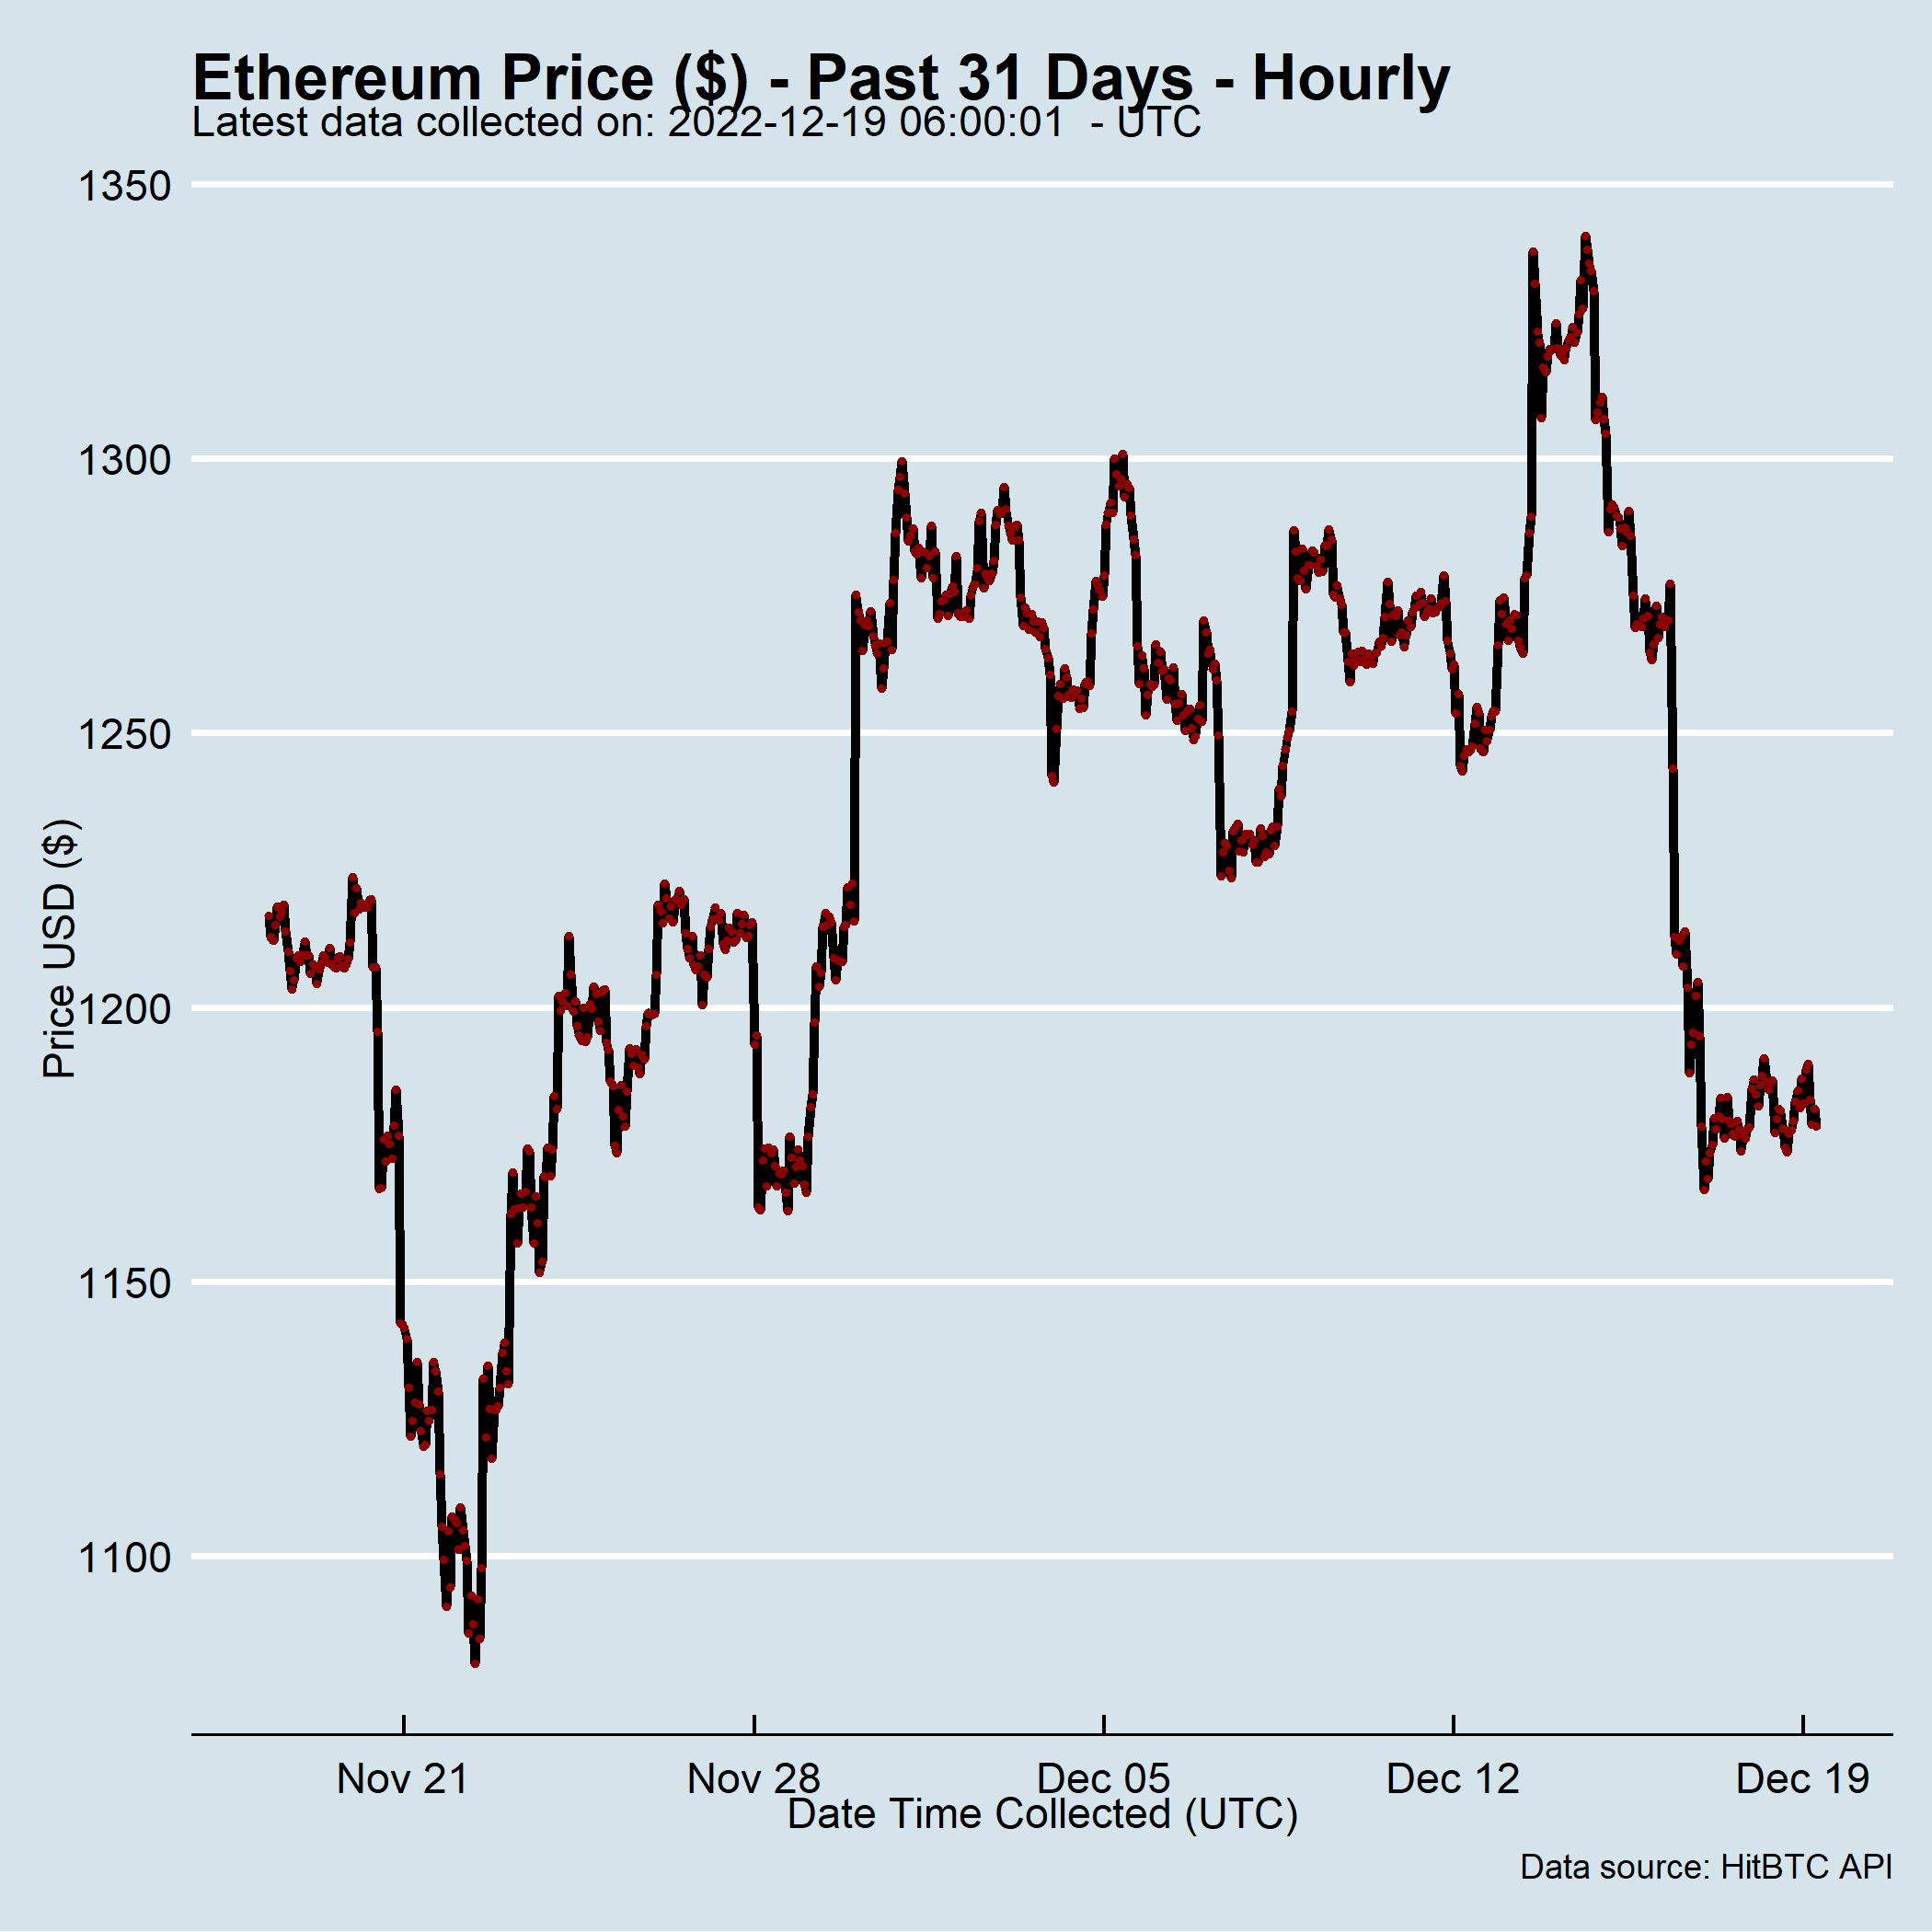 Ethereum Price ($) - Past 31 Days - Hourly
Latest data collected on: 2022-12-19 06:00:01  - UTC
1350
1300
1250
1200
1150
1100
Price USD ($)
Nov 21
Nov 28
Dec 05
Dec 12
Dec 19
Date Time Collected (UTC)
Data source: HitBTC API